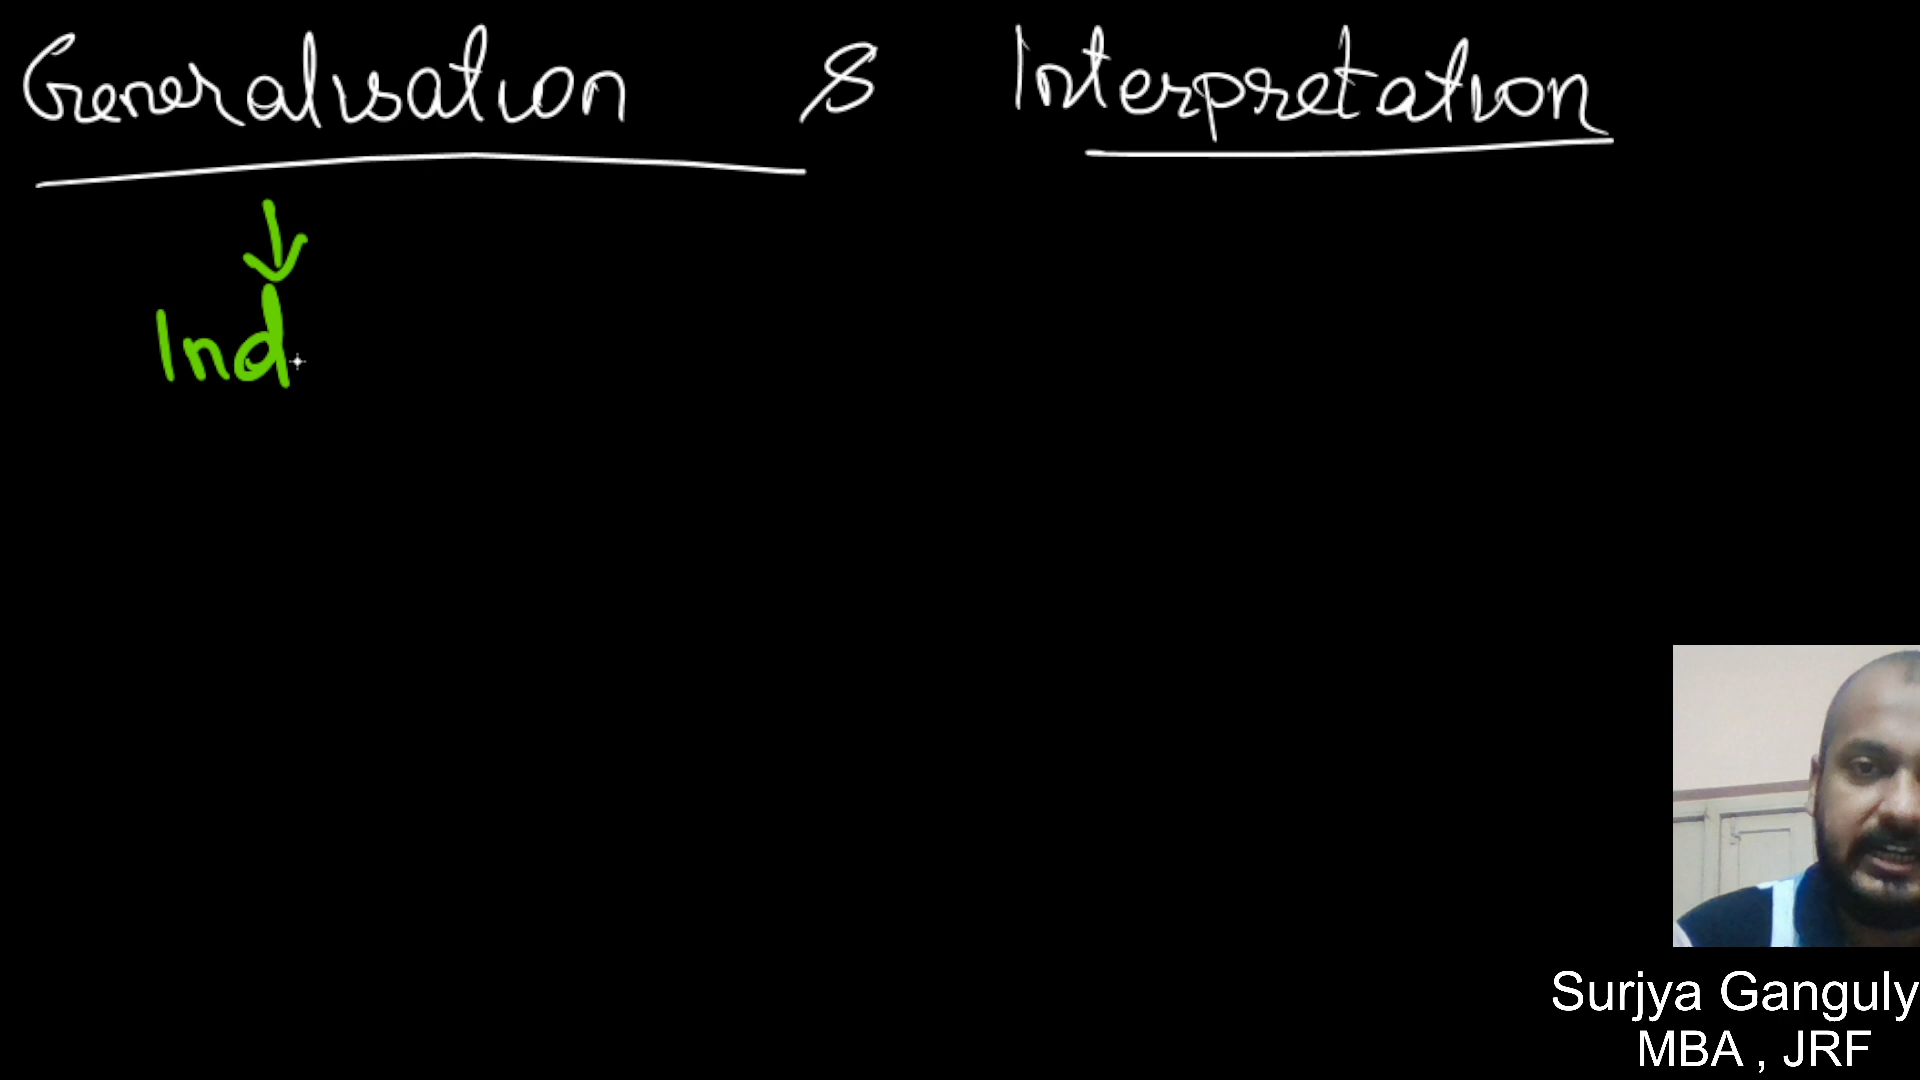 Generalisation & Interpretation
Ind
Surjya Ganguly
MBA , JRF